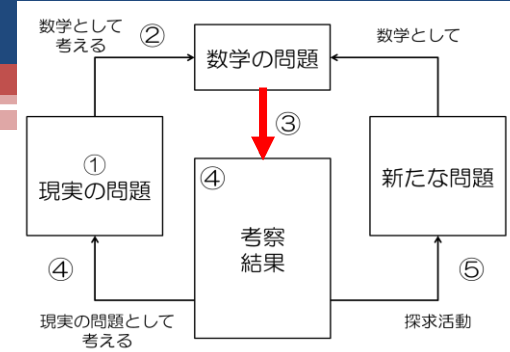 数学として
考える
②
数学の問題
数学として
③
①
現実の問題
④
考察
結果
新たな問題
④
⑤
現実の問題として
考える
探求活動